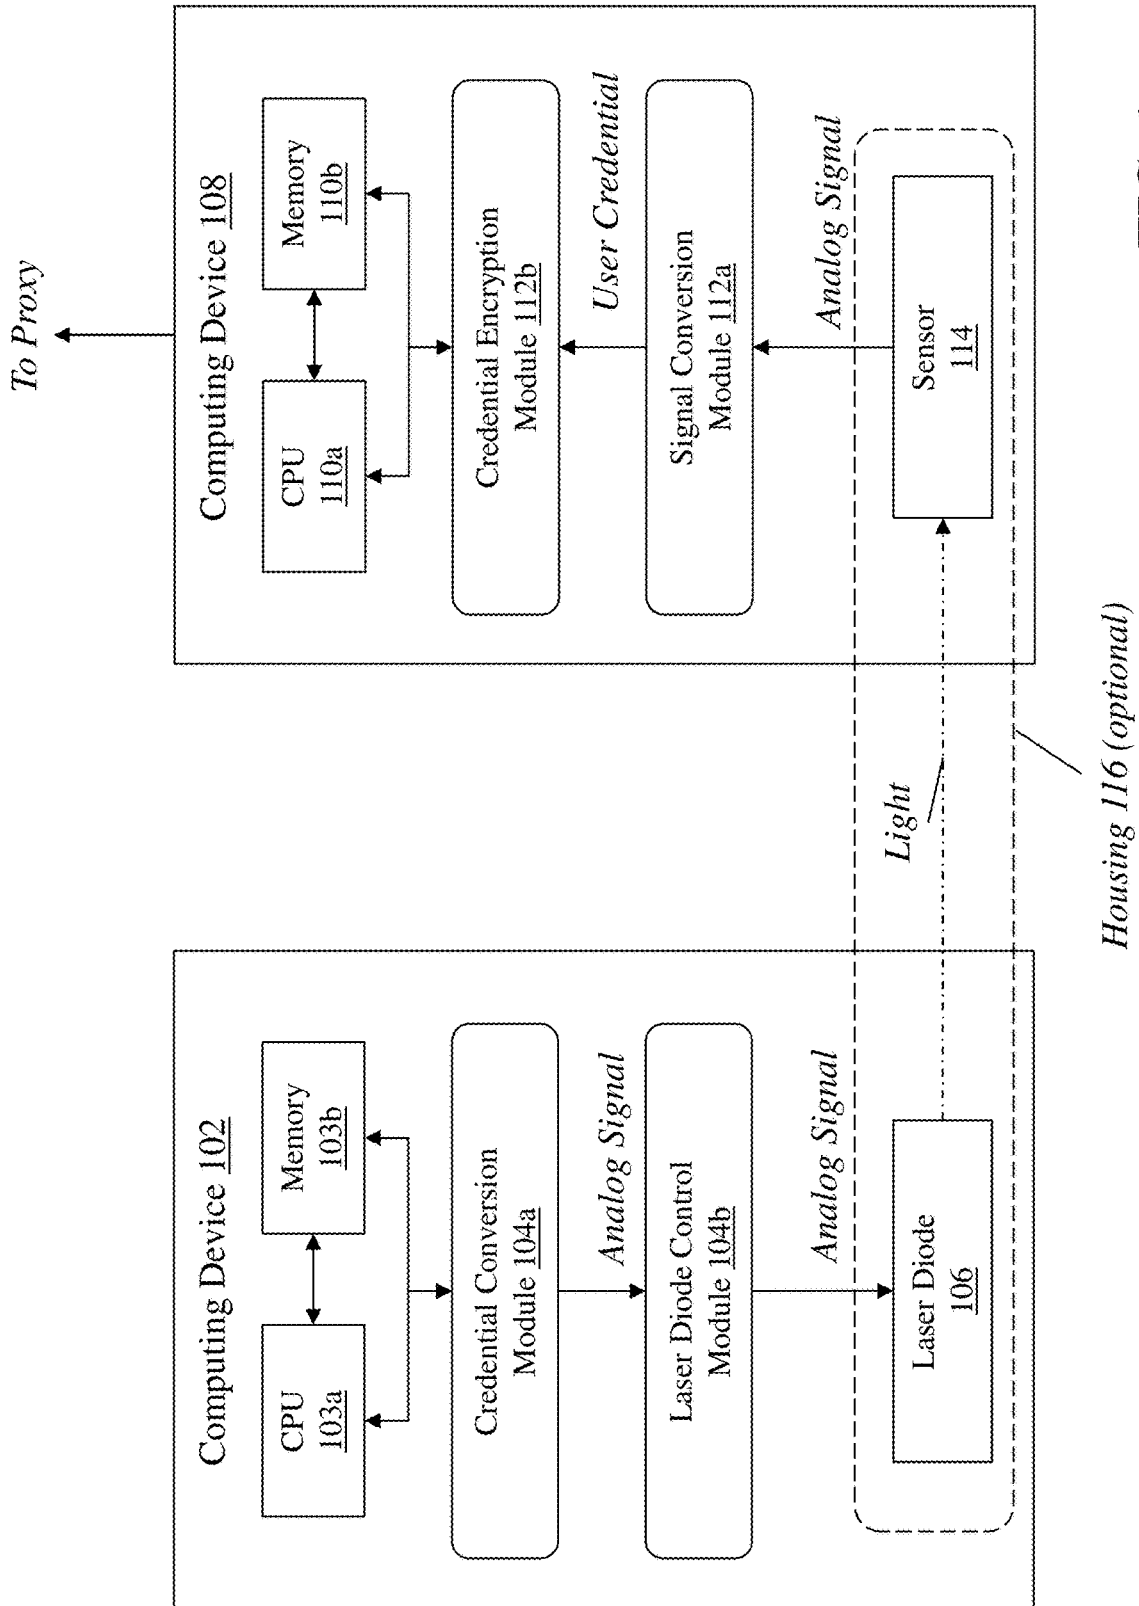 To Proxy
Computing Device 102
CPU
103a
Memory
103b
Credential Conversion
Module 104a
Analog Signal
Laser Diode Control
Module 104b
Analog Signal
Laser Diode
106
Light
Housing 116 (optional)
Computing Device 108
CPU
110a
Memory
110b
Credential Encryption
Module 112b
User Credential
Signal Conversion
Module 112a
Analog Signal
Sensor
114